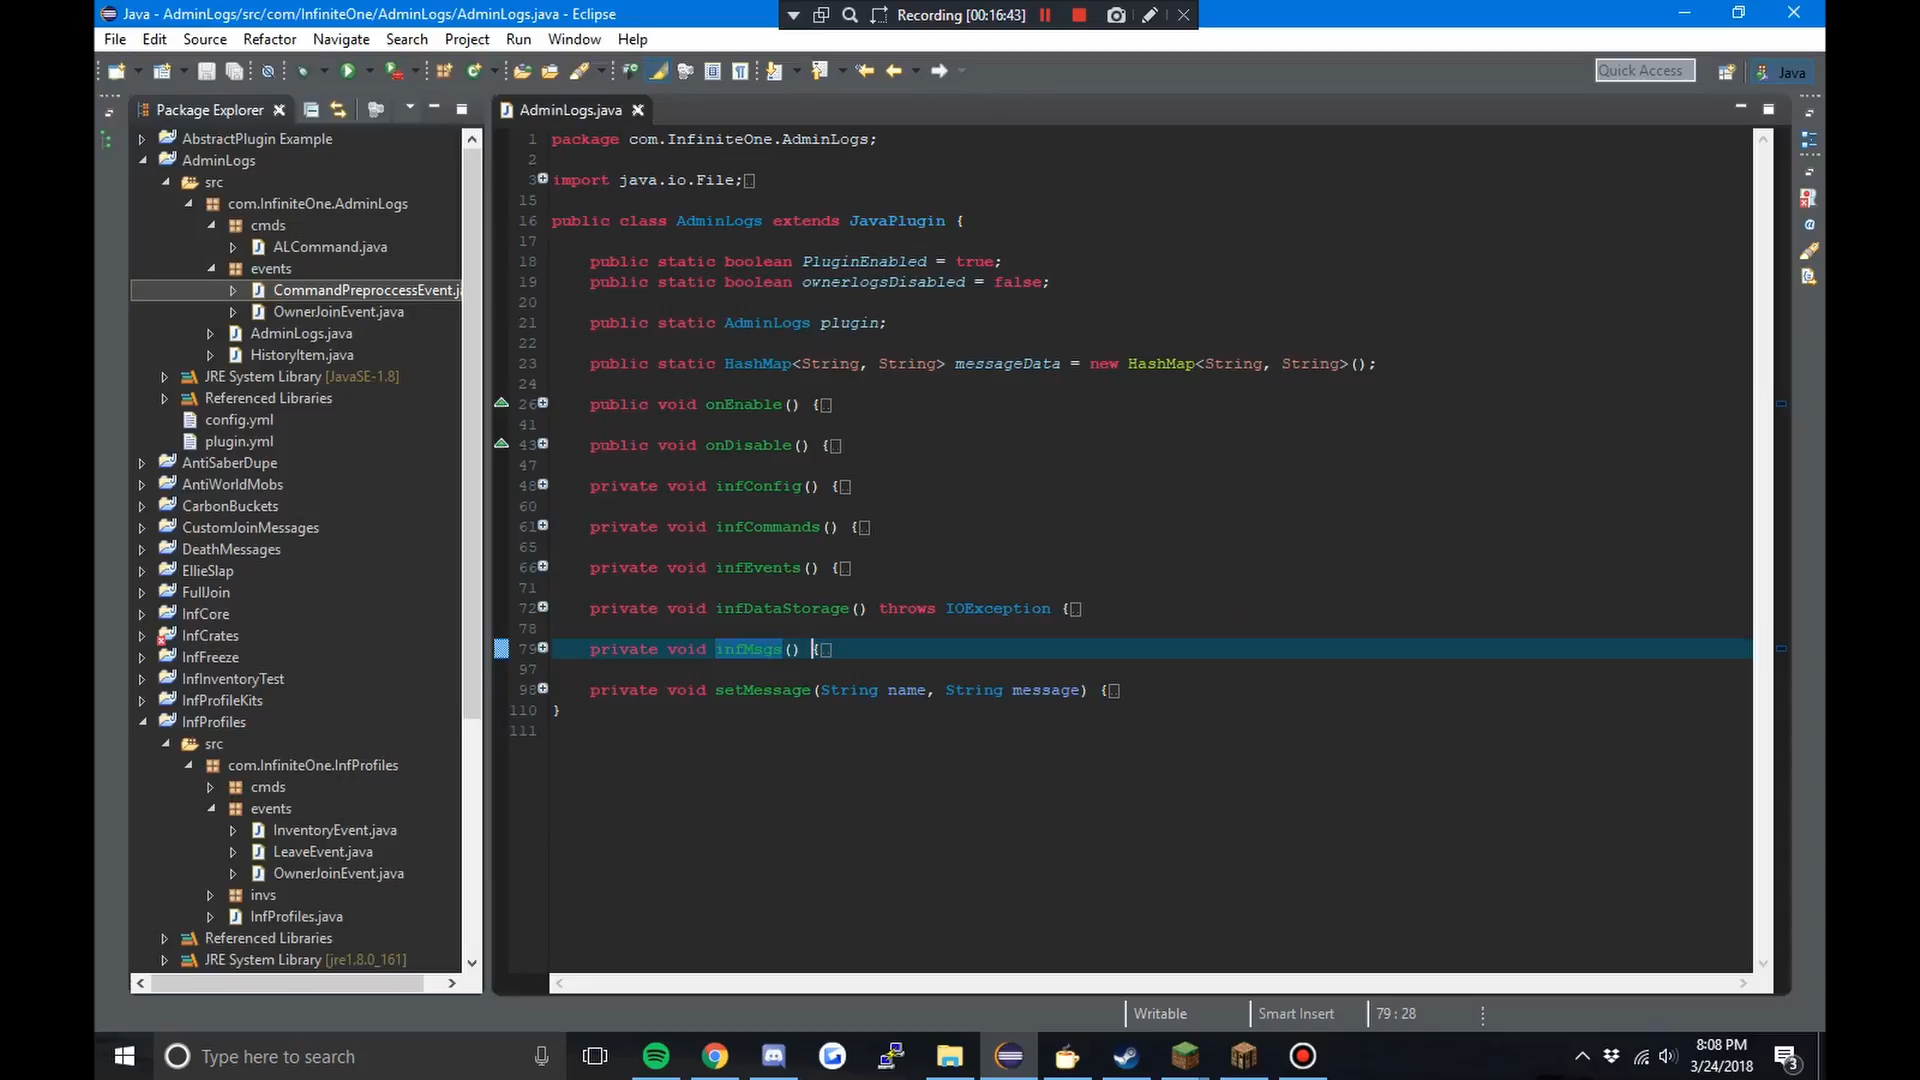 Java - AdminLogs/src/com/InfiniteOne/AdminLogs/AdminLogs.java - Eclipse
Recording [00:16:43]
File Edit Source Refactor Navigate Search Project Run Window Help
Quick Access
Java
Package Explorer
AdminLogs.java
AbstractPlugin Example
AdminLogs
src
com.InfiniteOne.AdminLogs
cmds
ALCommand.java
events
CommandPreproccessEvent.j
OwnerJoinEvent.java
AdminLogs.java
HistoryItem.java
JRE System Library [JavaSE-1.8]
Referenced Libraries
config.yml
plugin.yml
AntiSaberDupe
AntiWorldMobs
CarbonBuckets
CustomJoinMessages
DeathMessages
EllieSlap
FullJoin
InfCore
InfCrates
InfFreeze
InfInventoryTest
InfProfileKits
InfProfiles
src
com.InfiniteOne.InfProfiles
cmds
events
InventoryEvent.java
LeaveEvent.java
OwnerJoinEvent.java
invs
InfProfiles.java
Referenced Libraries
JRE System Library [jre1.8.0_161]
1 package com.InfiniteOne.AdminLogs;
2
3 import java.io.File;
15
16 public class AdminLogs extends JavaPlugin {
17
18 public static boolean PluginEnabled = true;
19 public static boolean ownerlogsDisabled = false;
20
21 public static AdminLogs plugin;
22
23 public static HashMap<String, String> messageData = new HashMap<String, String>();
24
26 public void onEnable() {
41
43 public void onDisable() {
47
48 private void infConfig() {
60
61 private void infCommands() {
65
66 private void infEvents() {
71
72 private void infDataStorage() throws IOException {
78
79 private void infMsgs() {
97
98 private void setMessage(String name, String message) {
110 }
111
Writable Smart Insert 79 : 28
Type here to search
8:08 PM
3/24/2018
3